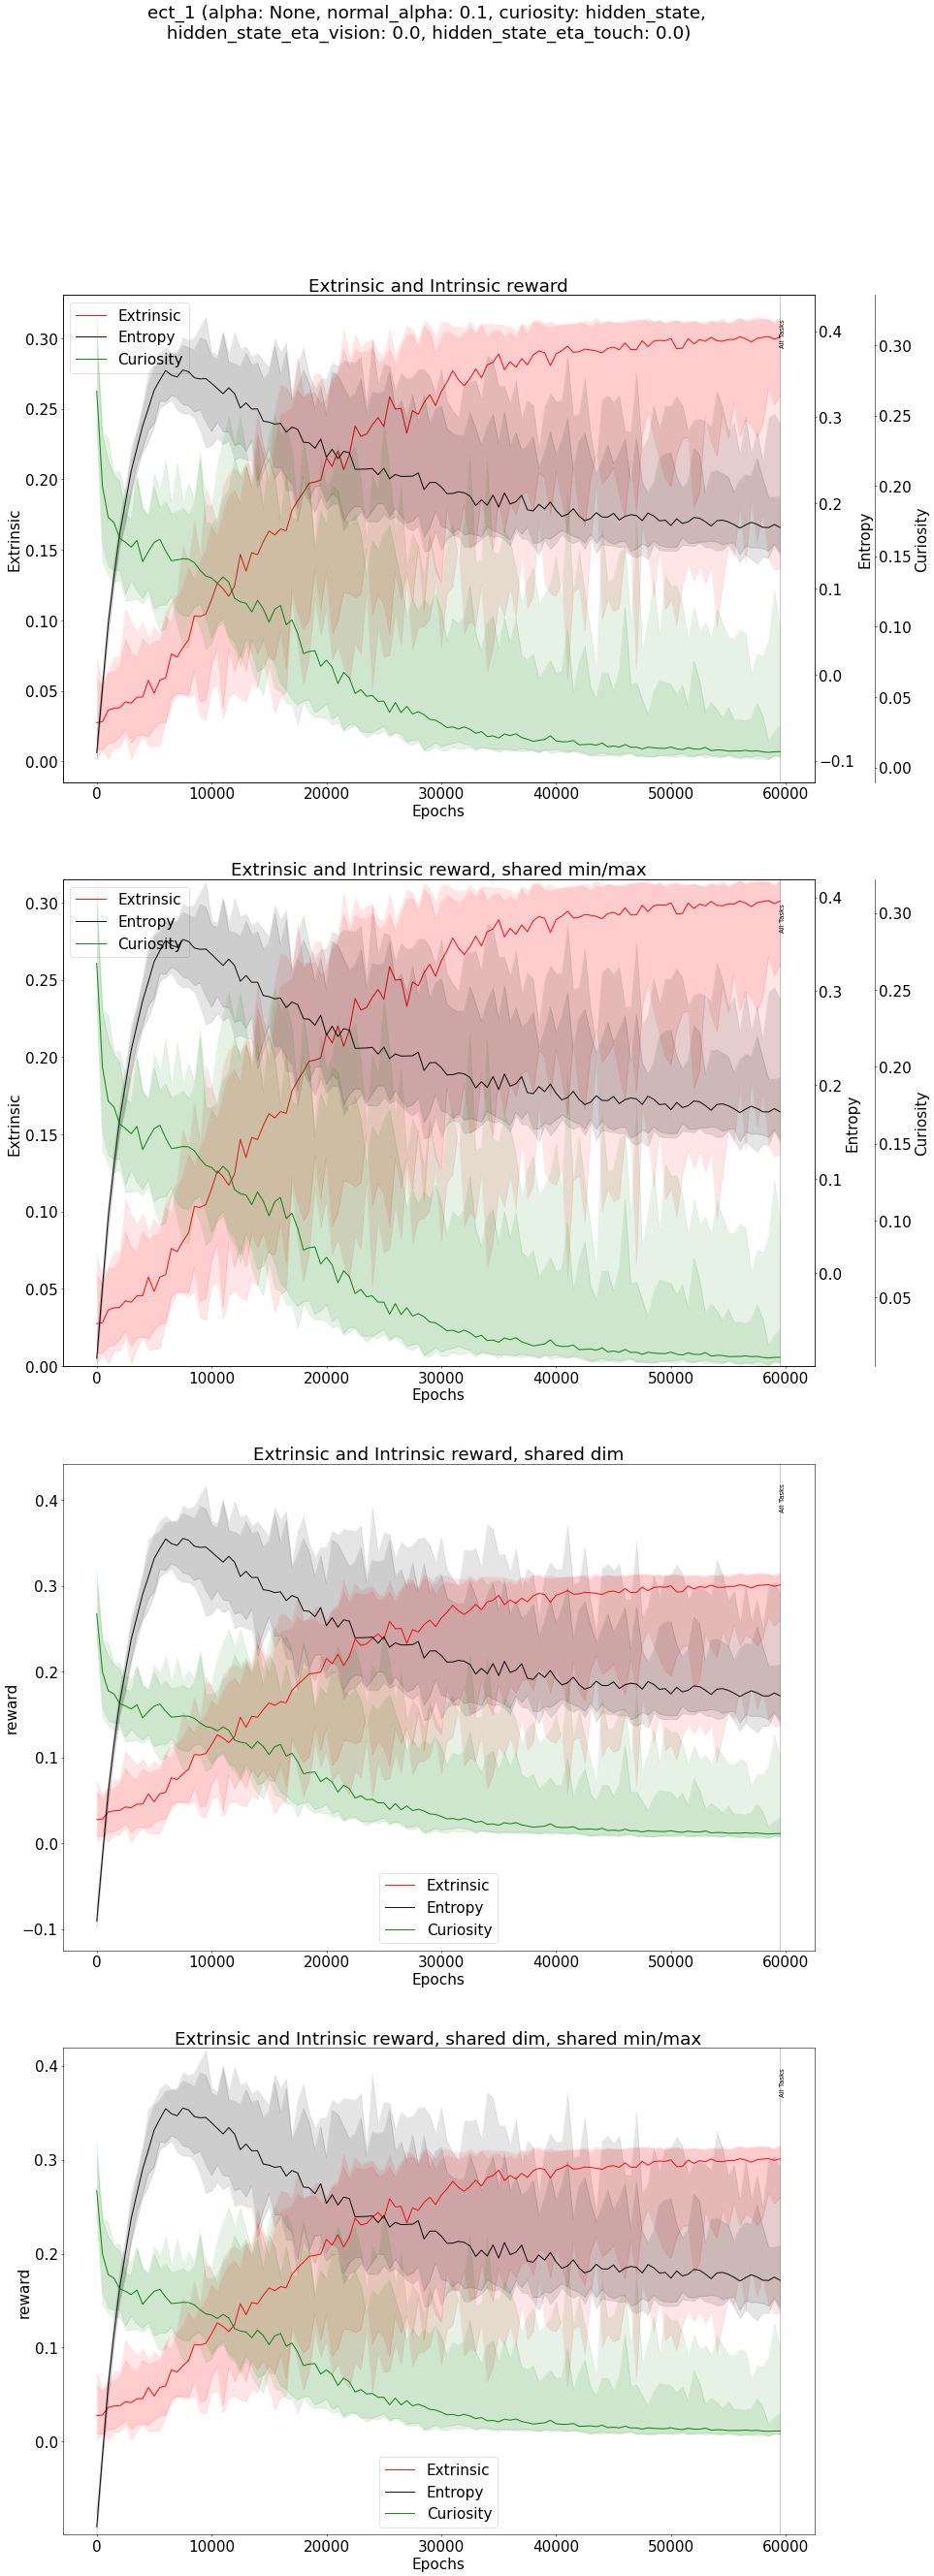 ect_1 (alpha: None, normal_alpha: 0.1, curiosity: hidden_state,
hidden_state_eta_vision: 0.0, hidden_state_eta_touch: 0.0)
Extrinsic and Intrinsic reward
Extrinsic
Entropy
Curiosity
All Tasks
0.30
0.25
0.20
0.15
0.10
0.05
0.00
Extrinsic
0.4
0.3
0.2
0.1
0.0
−0.1
Entropy
0.30
0.25
0.20
0.15
0.10
0.05
0.00
Curiosity
0 10000 20000 30000 40000 50000 60000
Epochs
Extrinsic and Intrinsic reward, shared min/max
Extrinsic
Entropy
Curiosity
All Tasks
0.30
0.25
0.20
0.15
0.10
0.05
0.00
Extrinsic
0.4
0.3
0.2
0.1
0.0
Entropy
0.30
0.25
0.20
0.15
0.10
0.05
Curiosity
0 10000 20000 30000 40000 50000 60000
Epochs
Extrinsic and Intrinsic reward, shared dim
All Tasks
0.4
0.3
0.2
0.1
0.0
−0.1
reward
Extrinsic
Entropy
Curiosity
0 10000 20000 30000 40000 50000 60000
Epochs
Extrinsic and Intrinsic reward, shared dim, shared min/max
All Tasks
0.4
0.3
0.2
0.1
0.0
reward
Extrinsic
Entropy
Curiosity
0 10000 20000 30000 40000 50000 60000
Epochs